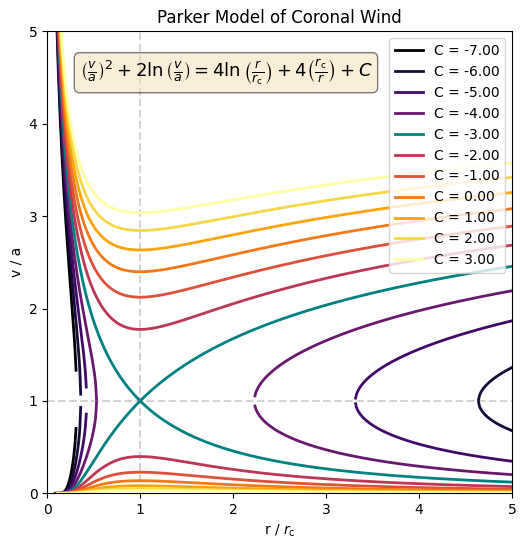 Parker Model of Coronal Wind
(v/a)² + 2ln (v/a) = 4ln (r/r_c) + 4(r_c/r) + C
C = -7.00
C = -6.00
C = -5.00
C = -4.00
C = -3.00
C = -2.00
C = -1.00
C = 0.00
C = 1.00
C = 2.00
C = 3.00
v / a
5
4
3
2
1
0
0 1 2 3 4 5
r / r_c